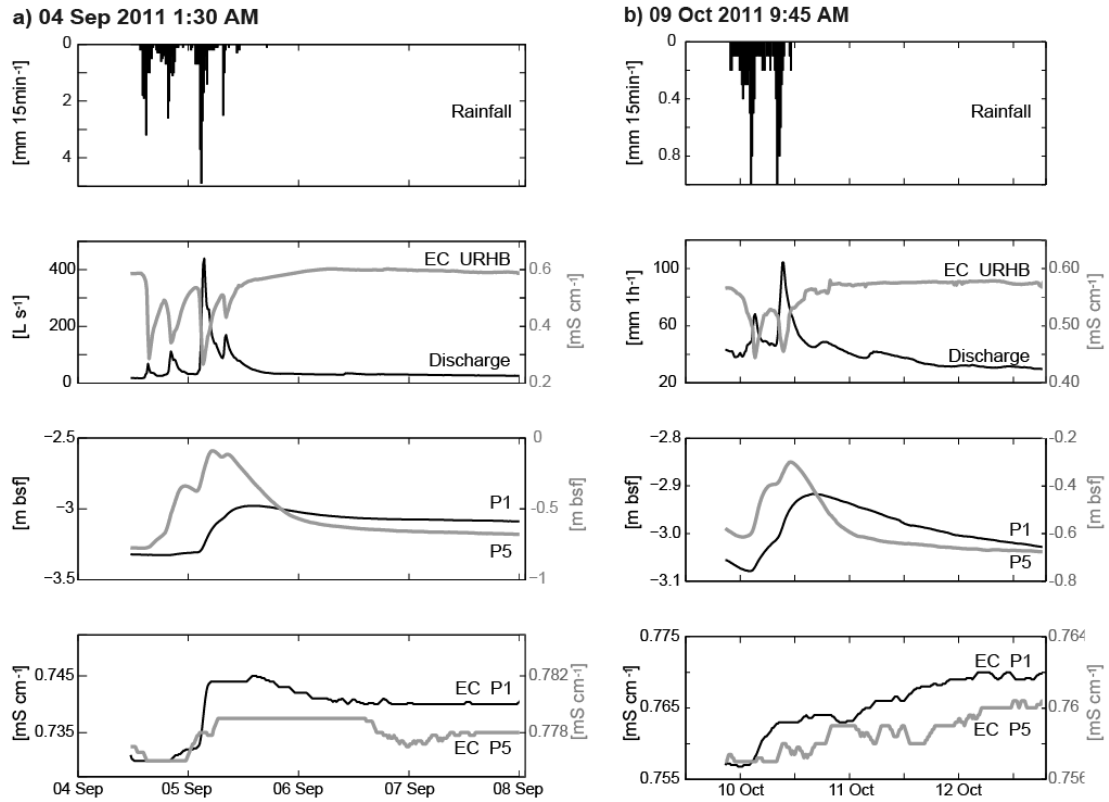 a) 04 Sep 2011 1:30 AM
0
2
4
[mm 15min-1]
Rainfall
400
200
0
[L s-1]
EC URHB
Discharge
0.6
0.4
0.2
[mS cm-1]
−2.5
−3
−3.5
[m bsf]
P1
P5
0
-0.5
-1
[m bsf]
0.745
0.735
[mS cm-1]
EC P1
EC P5
0.782
0.778
[mS cm-1]
04 Sep
05 Sep
06 Sep
07 Sep
08 Sep
b) 09 Oct 2011 9:45 AM
0
0.4
0.8
[mm 15min-1]
Rainfall
100
60
20
[mm 1h-1]
EC URHB
Discharge
0.60
0.50
0.40
[mS cm-1]
−2.8
−2.9
−3.0
−3.1
[m bsf]
P1
P5
-0.2
-0.4
-0.6
-0.8
[m bsf]
0.775
0.765
0.755
[mS cm-1]
EC P1
EC P5
0.764
0.76
0.756
[mS cm-1]
10 Oct
11 Oct
12 Oct